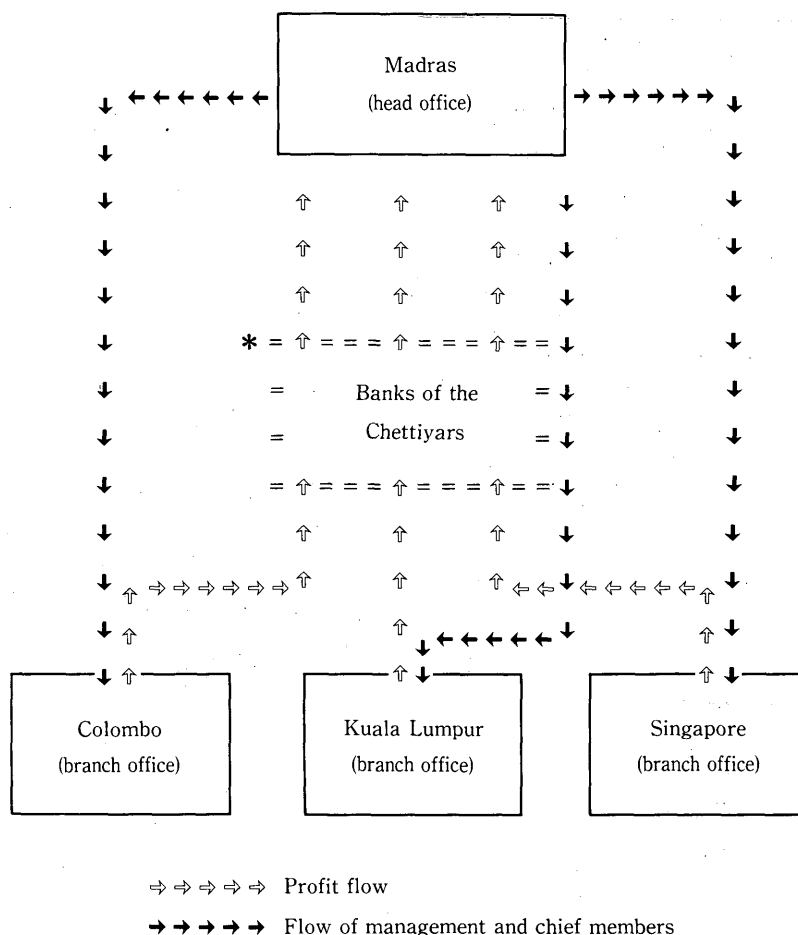 Madras
(head office)
*
Banks of the
Chettiyars
Colombo
(branch office)
Kuala Lumpur
(branch office)
Singapore
(branch office)
Profit flow
Flow of management and chief members